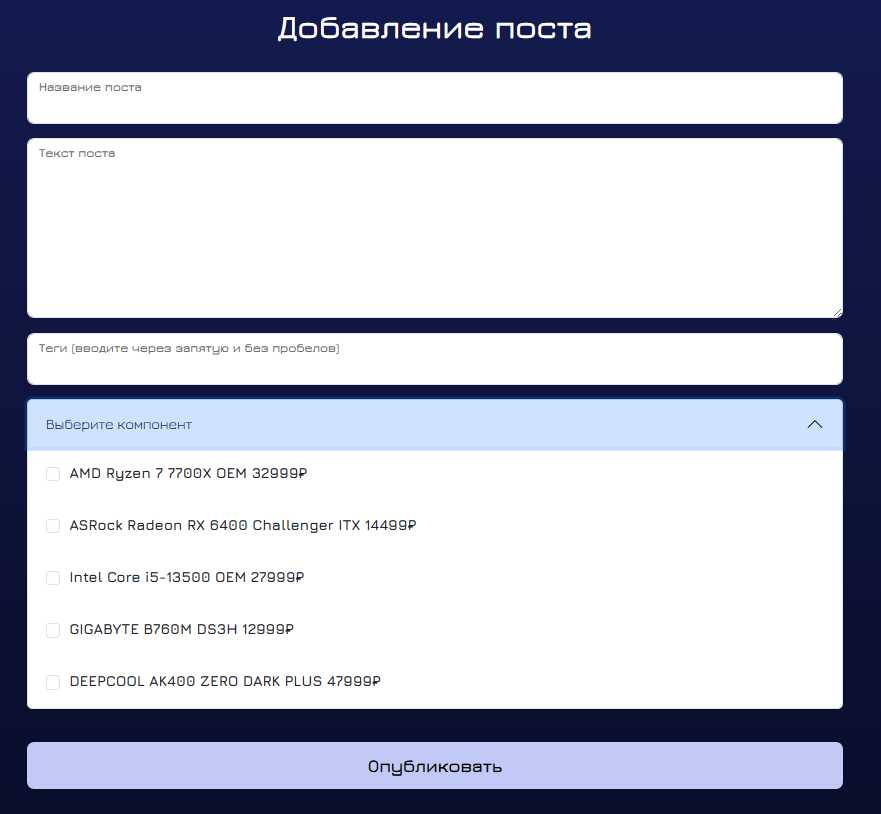 Добавление поста
Название поста
Текст поста
Теги (вводите через запятую и без пробелов)
Выберите компонент
AMD Ryzen 7 7700X OEM 32999₽
ASRock Radeon RX 6400 Challenger ITX 14499₽
Intel Core i5-13500 OEM 27999₽
GIGABYTE B760M DS3H 12999₽
DEEPCOOL AK400 ZERO DARK PLUS 47999₽
Опубликовать